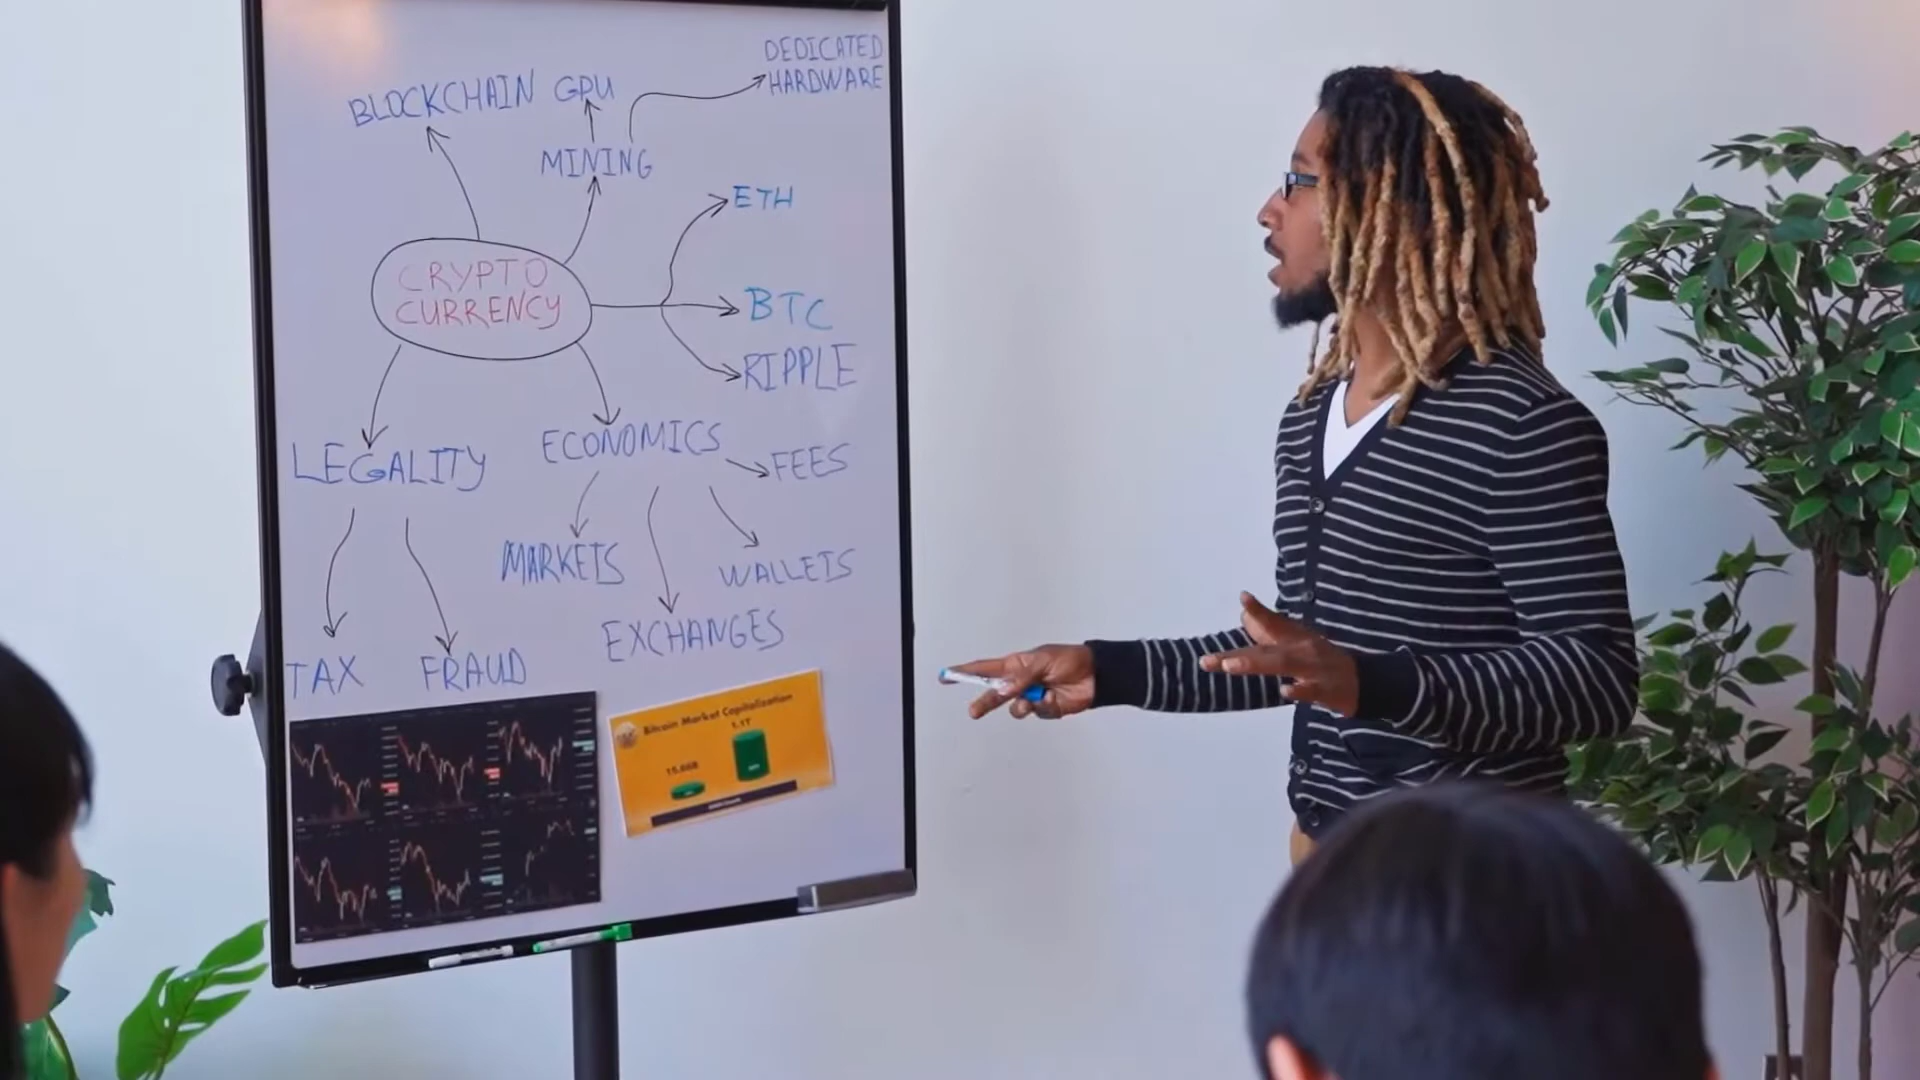 DEDICATED
HARDWARE
BLOCKCHAIN
GPU
MINING
ETH
CRYPTO
CURRENCY
BTC
RIPPLE
LEGALITY
ECONOMICS
FEES
MARKETS
WALLETS
EXCHANGES
TAX
FRAUD
Bitcoin Market Capitalization
1.1T
15.66B